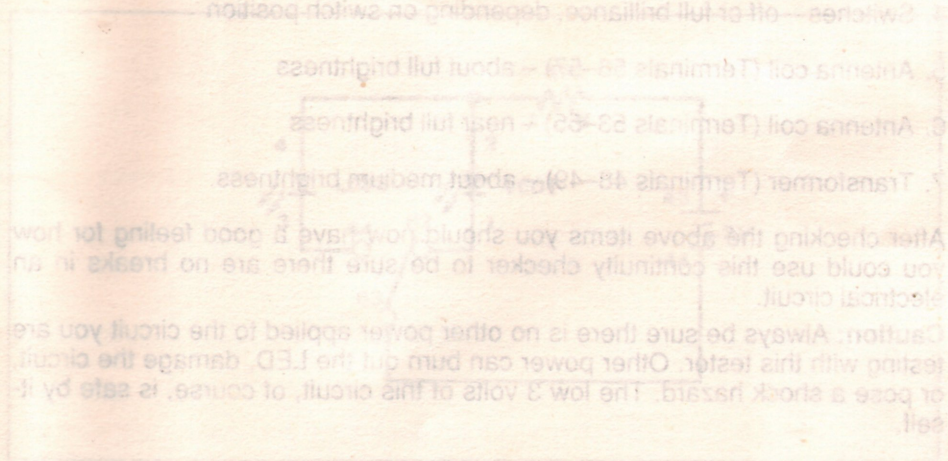 4. Switches – off or full brilliance, depending on switch position
5. Antenna coil (Terminals 56–57) – about full brightness
6. Antenna coil (Terminals 53–55) – near full brightness
7. Transformer (Terminals 48–49) – about medium brightness.
After checking the above items you should now have a good feeling for how
you could use this continuity checker to be sure there are no breaks in an
electrical circuit.
Caution: Always be sure there is no other power applied to the circuit you are
testing with this tester. Other power can burn out the LED, damage the circuit,
or pose a shock hazard. The low 3 volts of this circuit, of course, is safe by it-
self.